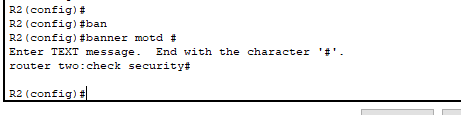 R2(config)#
R2(config)#ban
R2(config)#banner motd #
Enter TEXT message.  End with the character '#'.
router two:check security#
R2(config)#